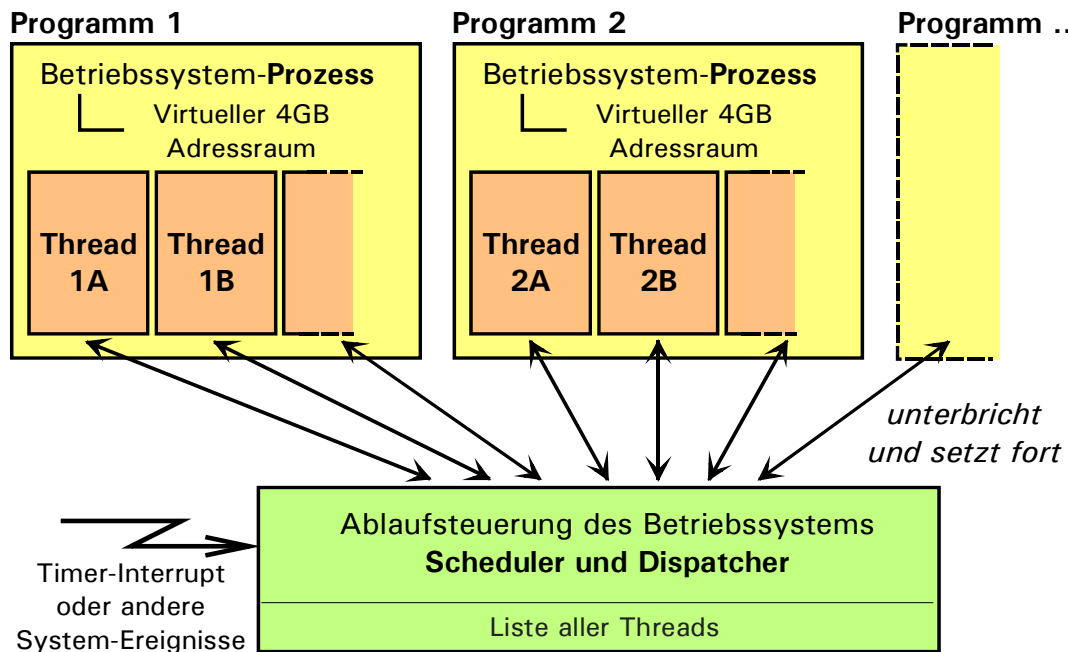 Programm 1
Betriebssystem-Prozess
Virtueller 4GB
Adressraum
Thread
1A
Thread
1B
Programm 2
Betriebssystem-Prozess
Virtueller 4GB
Adressraum
Thread
2A
Thread
2B
Programm ..
unterbricht
und setzt fort
Timer-Interrupt
oder andere
System-Ereignisse
Ablaufsteuerung des Betriebssystems
Scheduler und Dispatcher
Liste aller Threads